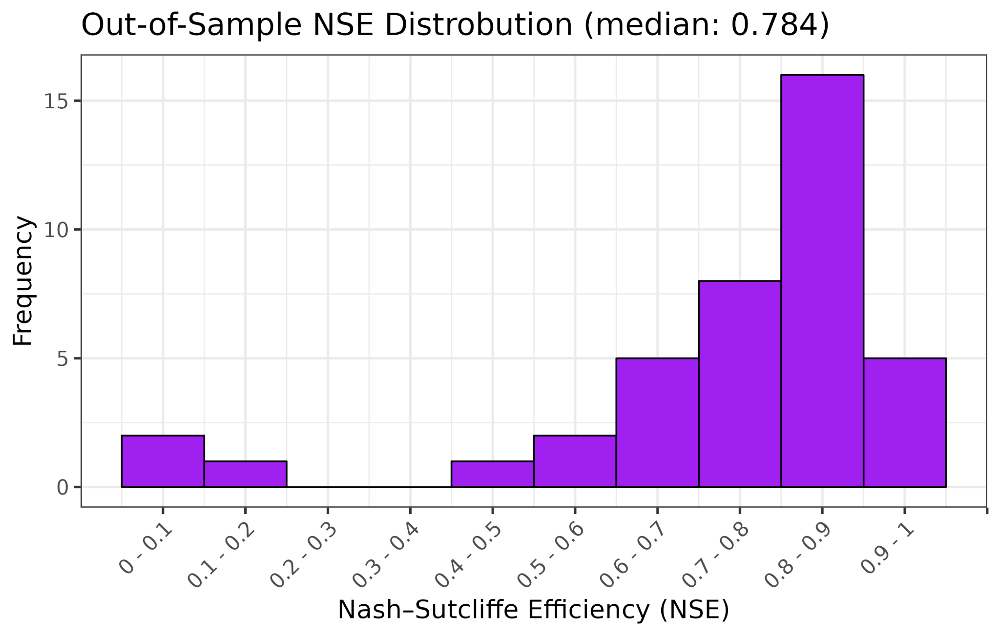 Out-of-Sample NSE Distrobution (median: 0.784)
15
10
5
0
Frequency
0 - 0.1
0.1 - 0.2
0.2 - 0.3
0.3 - 0.4
0.4 - 0.5
0.5 - 0.6
0.6 - 0.7
0.7 - 0.8
0.8 - 0.9
0.9 - 1
Nash–Sutcliffe Efficiency (NSE)